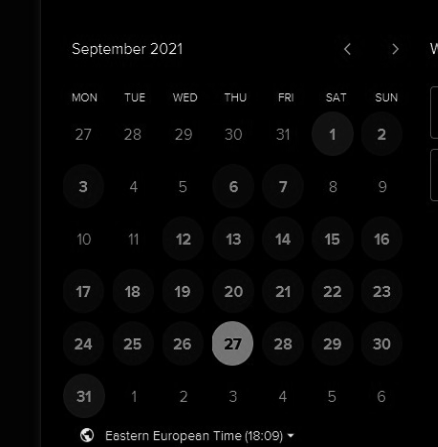 September 2021
W
MON TUE WED THU FRI SAT SUN
27 28 29 30 31 1 2
3 4 5 6 7 8 9
10 11 12 13 14 15 16
17 18 19 20 21 22 23
24 25 26 27 28 29 30
31 1 2 3 4 5 6
Eastern European Time (18:09)